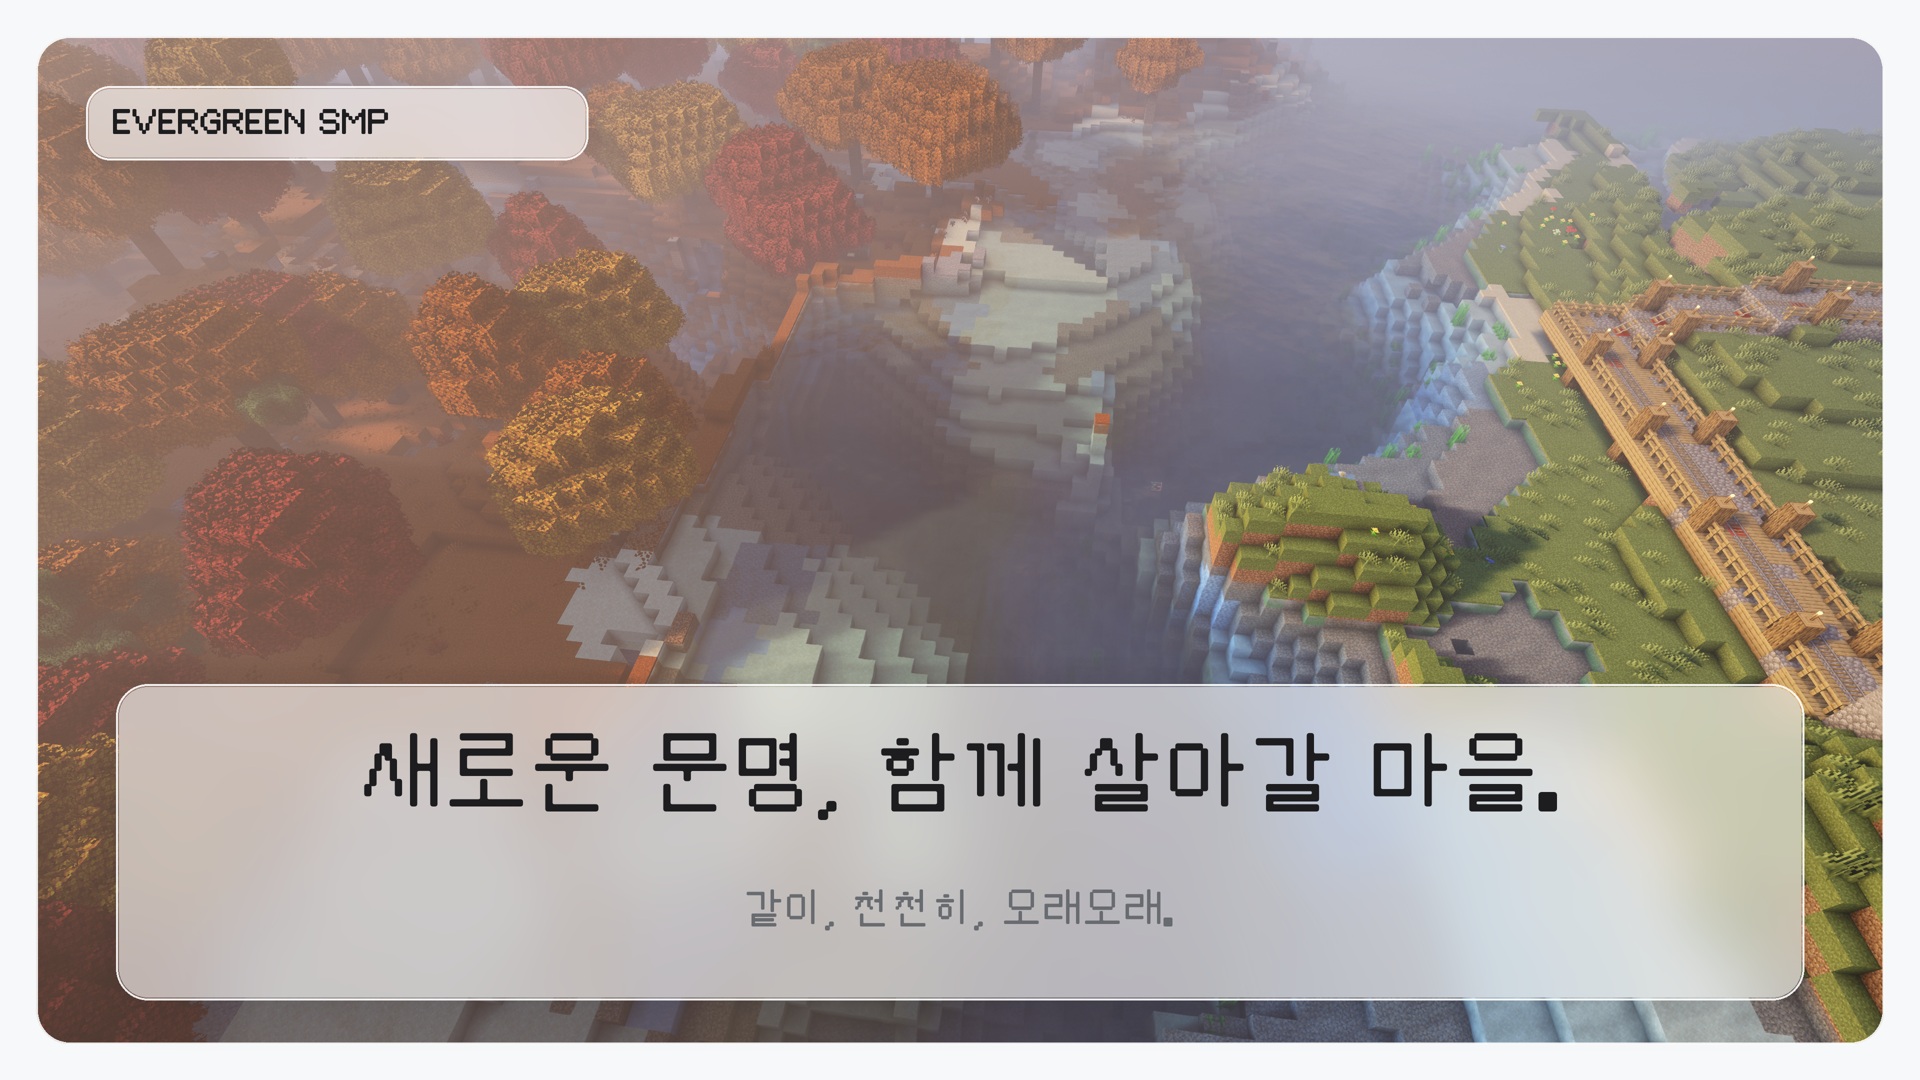 EVERGREEN SMP
새로운 문명, 함께 살아갈 마을.
같이, 천천히, 오래오래.